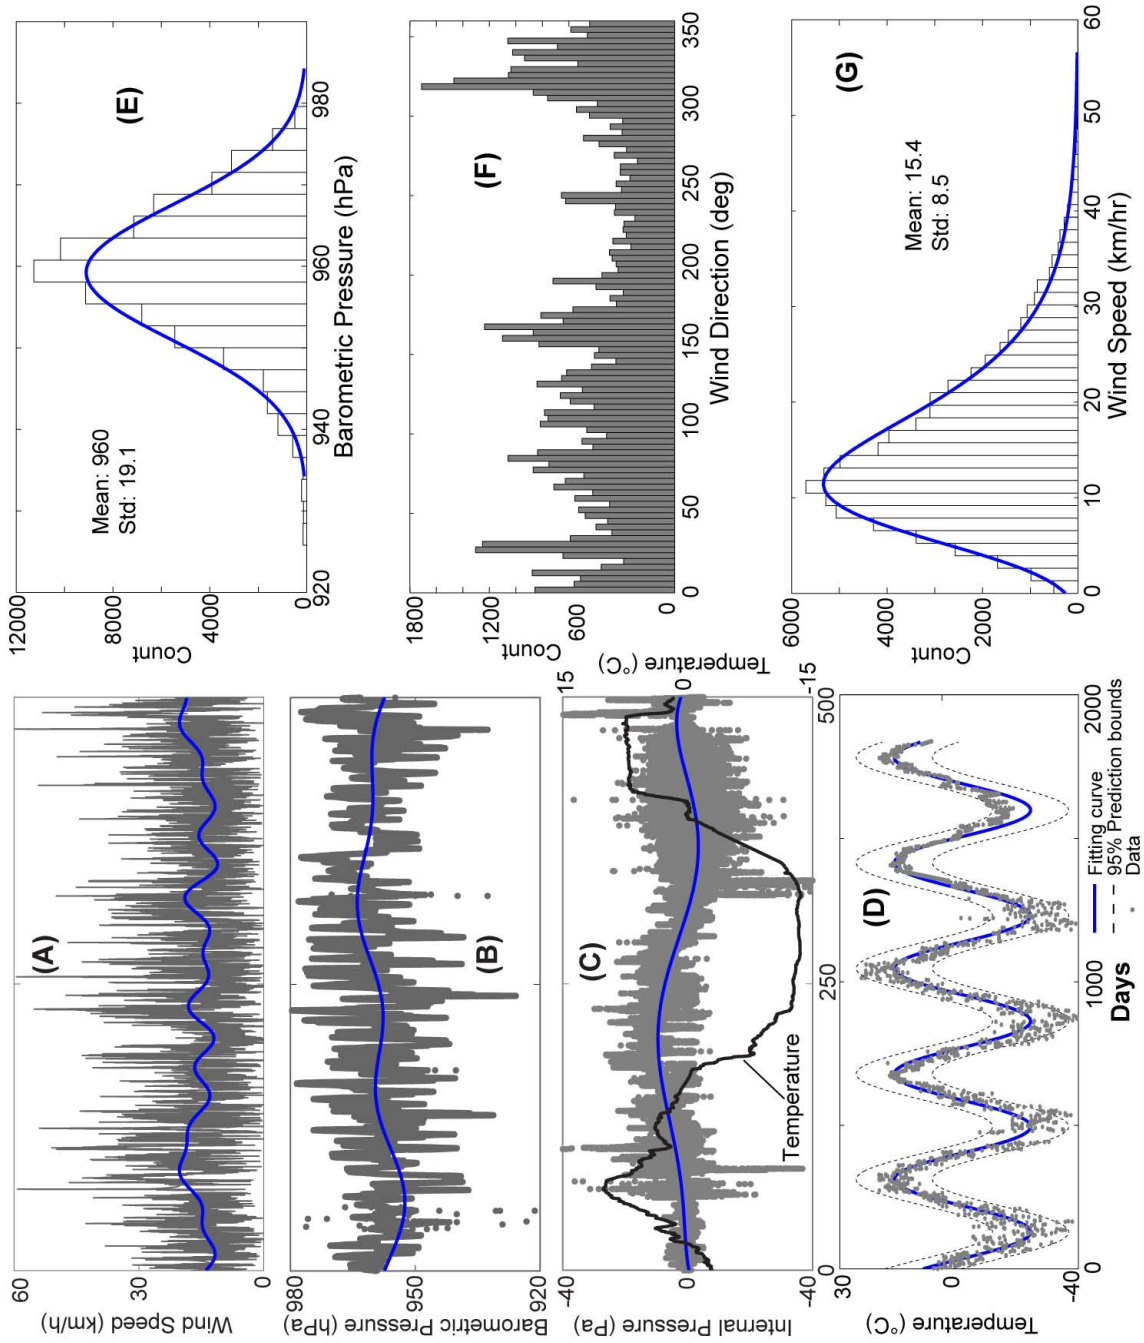 60
30
0
Wind Speed (km/h)
(A)
980
950
920
Barometric Pressure (hPa)
(B)
40
0
-40
Internal Pressure (Pa)
15
0
-15
Temperature (°C)
(C)
Temperature
0
250
500
30
0
-40
Temperature (°C)
(D)
0
1000
2000
Days
Fitting curve
95% Prediction bounds
Data
12000
8000
4000
0
Count
Mean: 960
Std: 19.1
(E)
920
940
960
980
Barometric Pressure (hPa)
1800
1200
600
0
Count
(F)
0
50
100
150
200
250
300
350
Wind Direction (deg)
6000
4000
2000
0
Count
Mean: 15.4
Std: 8.5
(G)
0
10
20
30
40
50
60
Wind Speed (km/hr)